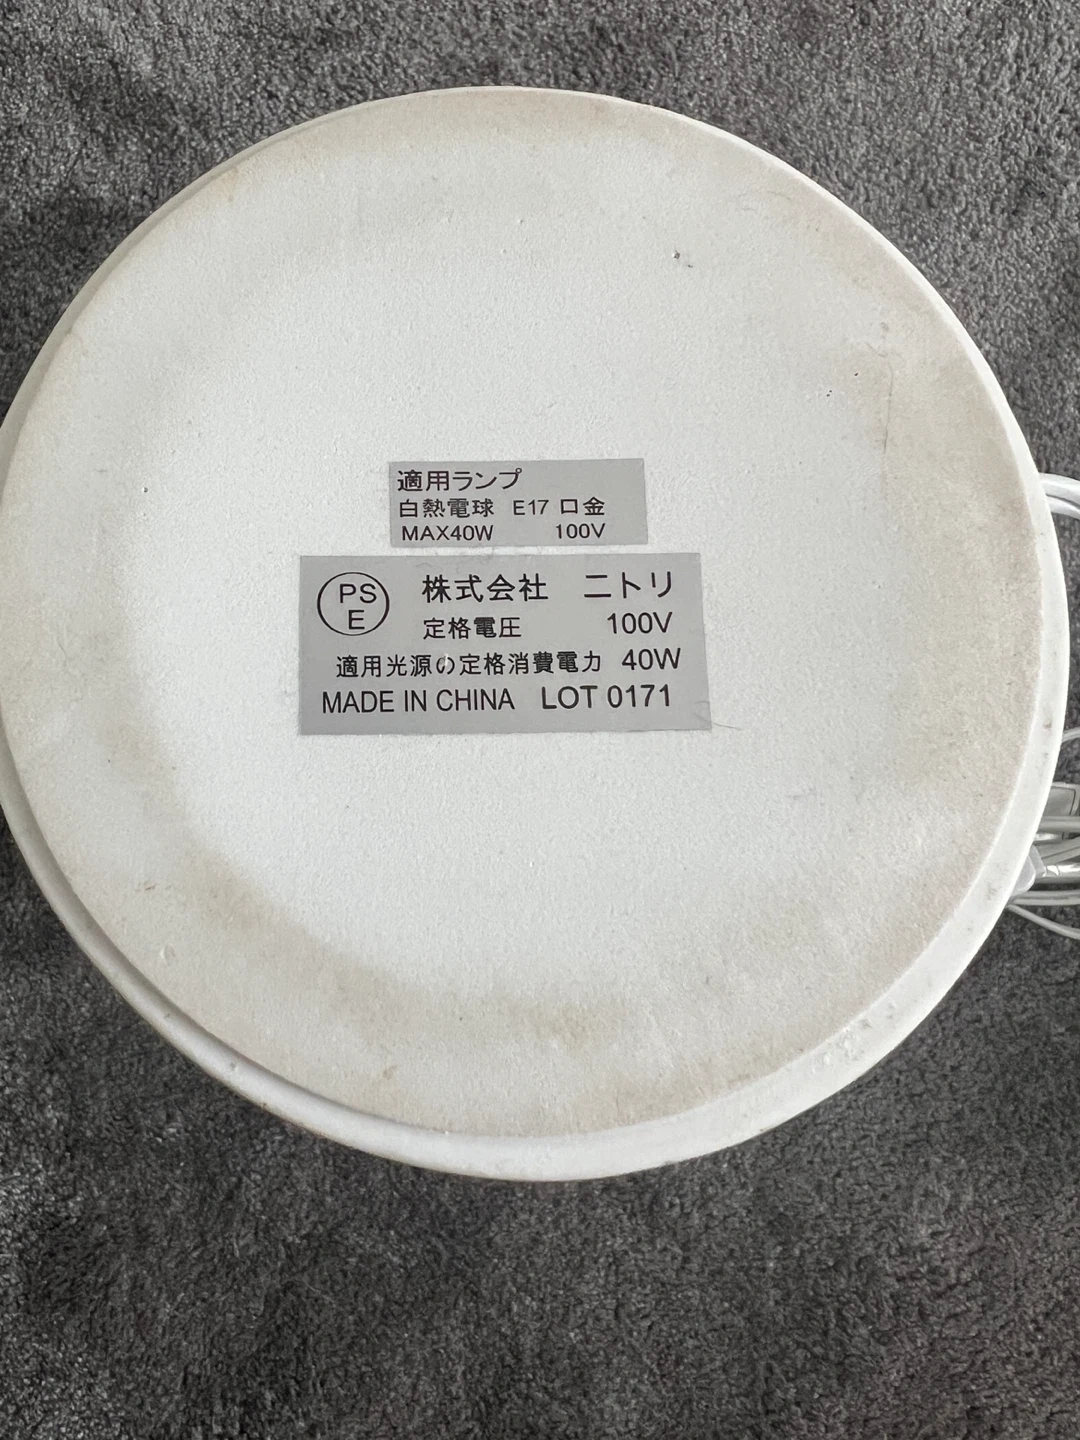 適用ランプ
白熱電球 E17 口金
MAX40W 100V
PS
E
株式会社 ニトリ
定格電圧 100V
適用光源の定格消費電力 40W
MADE IN CHINA LOT 0171